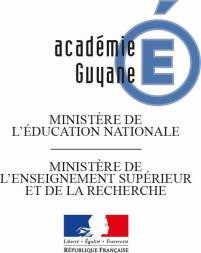 académie
Guyane
É
MINISTÈRE DE
L'ÉDUCATION NATIONALE
MINISTÈRE DE
L'ENSEIGNEMENT SUPÉRIEUR
ET DE LA RECHERCHE
Liberté • Égalité • Fraternité
RÉPUBLIQUE FRANÇAISE